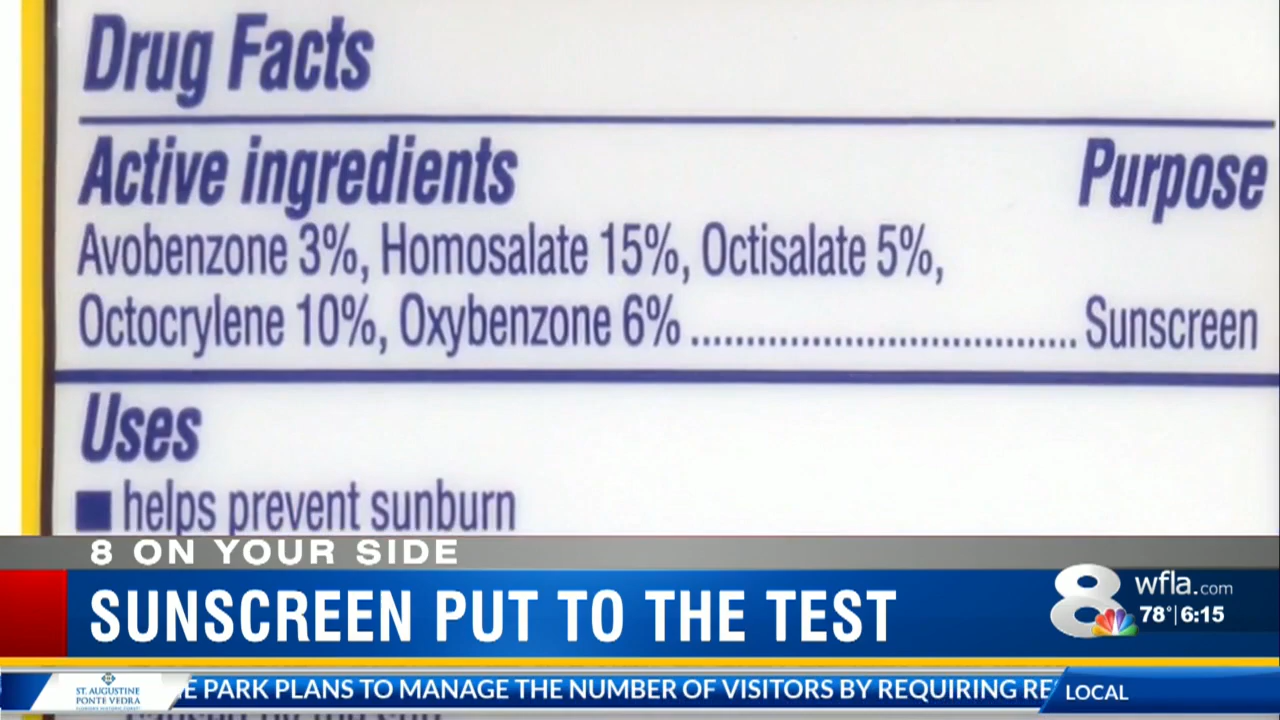 Drug Facts
Active ingredients Purpose
Avobenzone 3%, Homosalate 15%, Octisalate 5%,
Octocrylene 10%, Oxybenzone 6% ........................................ Sunscreen
Uses
■ helps prevent sunburn
8 ON YOUR SIDE
SUNSCREEN PUT TO THE TEST
8 wfla.com
78° | 6:15
ST. AUGUSTINE
PONTE VEDRA
E PARK PLANS TO MANAGE THE NUMBER OF VISITORS BY REQUIRING RE
LOCAL